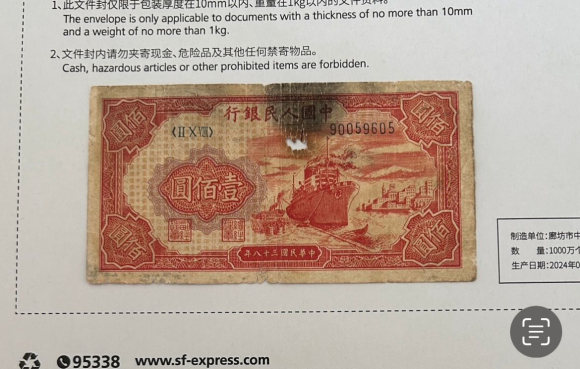 1、此文件封仅限于包装厚度在10mm以内、重量在1kg以内的文件资料。
The envelope is only applicable to documents with a thickness of no more than 10mm
and a weight of no more than 1kg.
2、文件封内请勿夹寄现金、危险品及其他任何禁寄物品。
Cash, hazardous articles or other prohibited items are forbidden.
行銀民人國中
〈ⅡⅩⅧ〉
90059605
圓佰
圓佰
圓佰壹
圓佰
圓佰
年八十三國民華中
制造单位:廊坊市中
数 量:1000万个
生产日期:2024年0
95338 www.sf-express.com